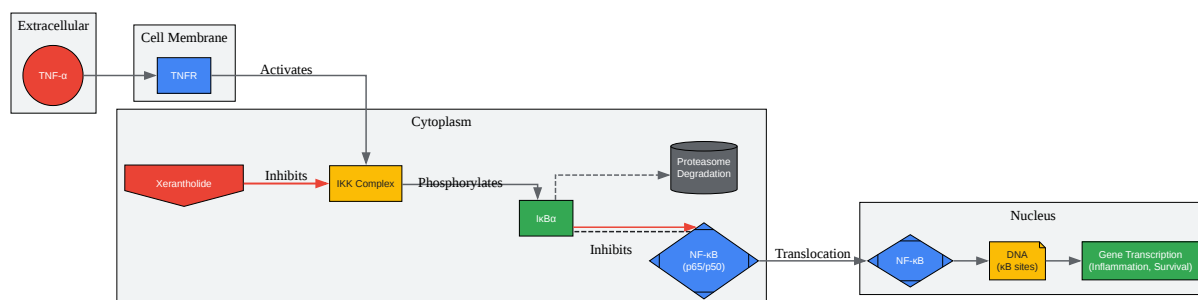 Extracellular
TNF-α
Cell Membrane
TNFR
Activates
Cytoplasm
Xerantholide
Inhibits
IKK Complex
Phosphorylates
IκBα
Proteasome
Degradation
Inhibits
NF-κB
(p65/p50)
Translocation
Nucleus
NF-κB
DNA
(κB sites)
Gene Transcription
(Inflammation, Survival)